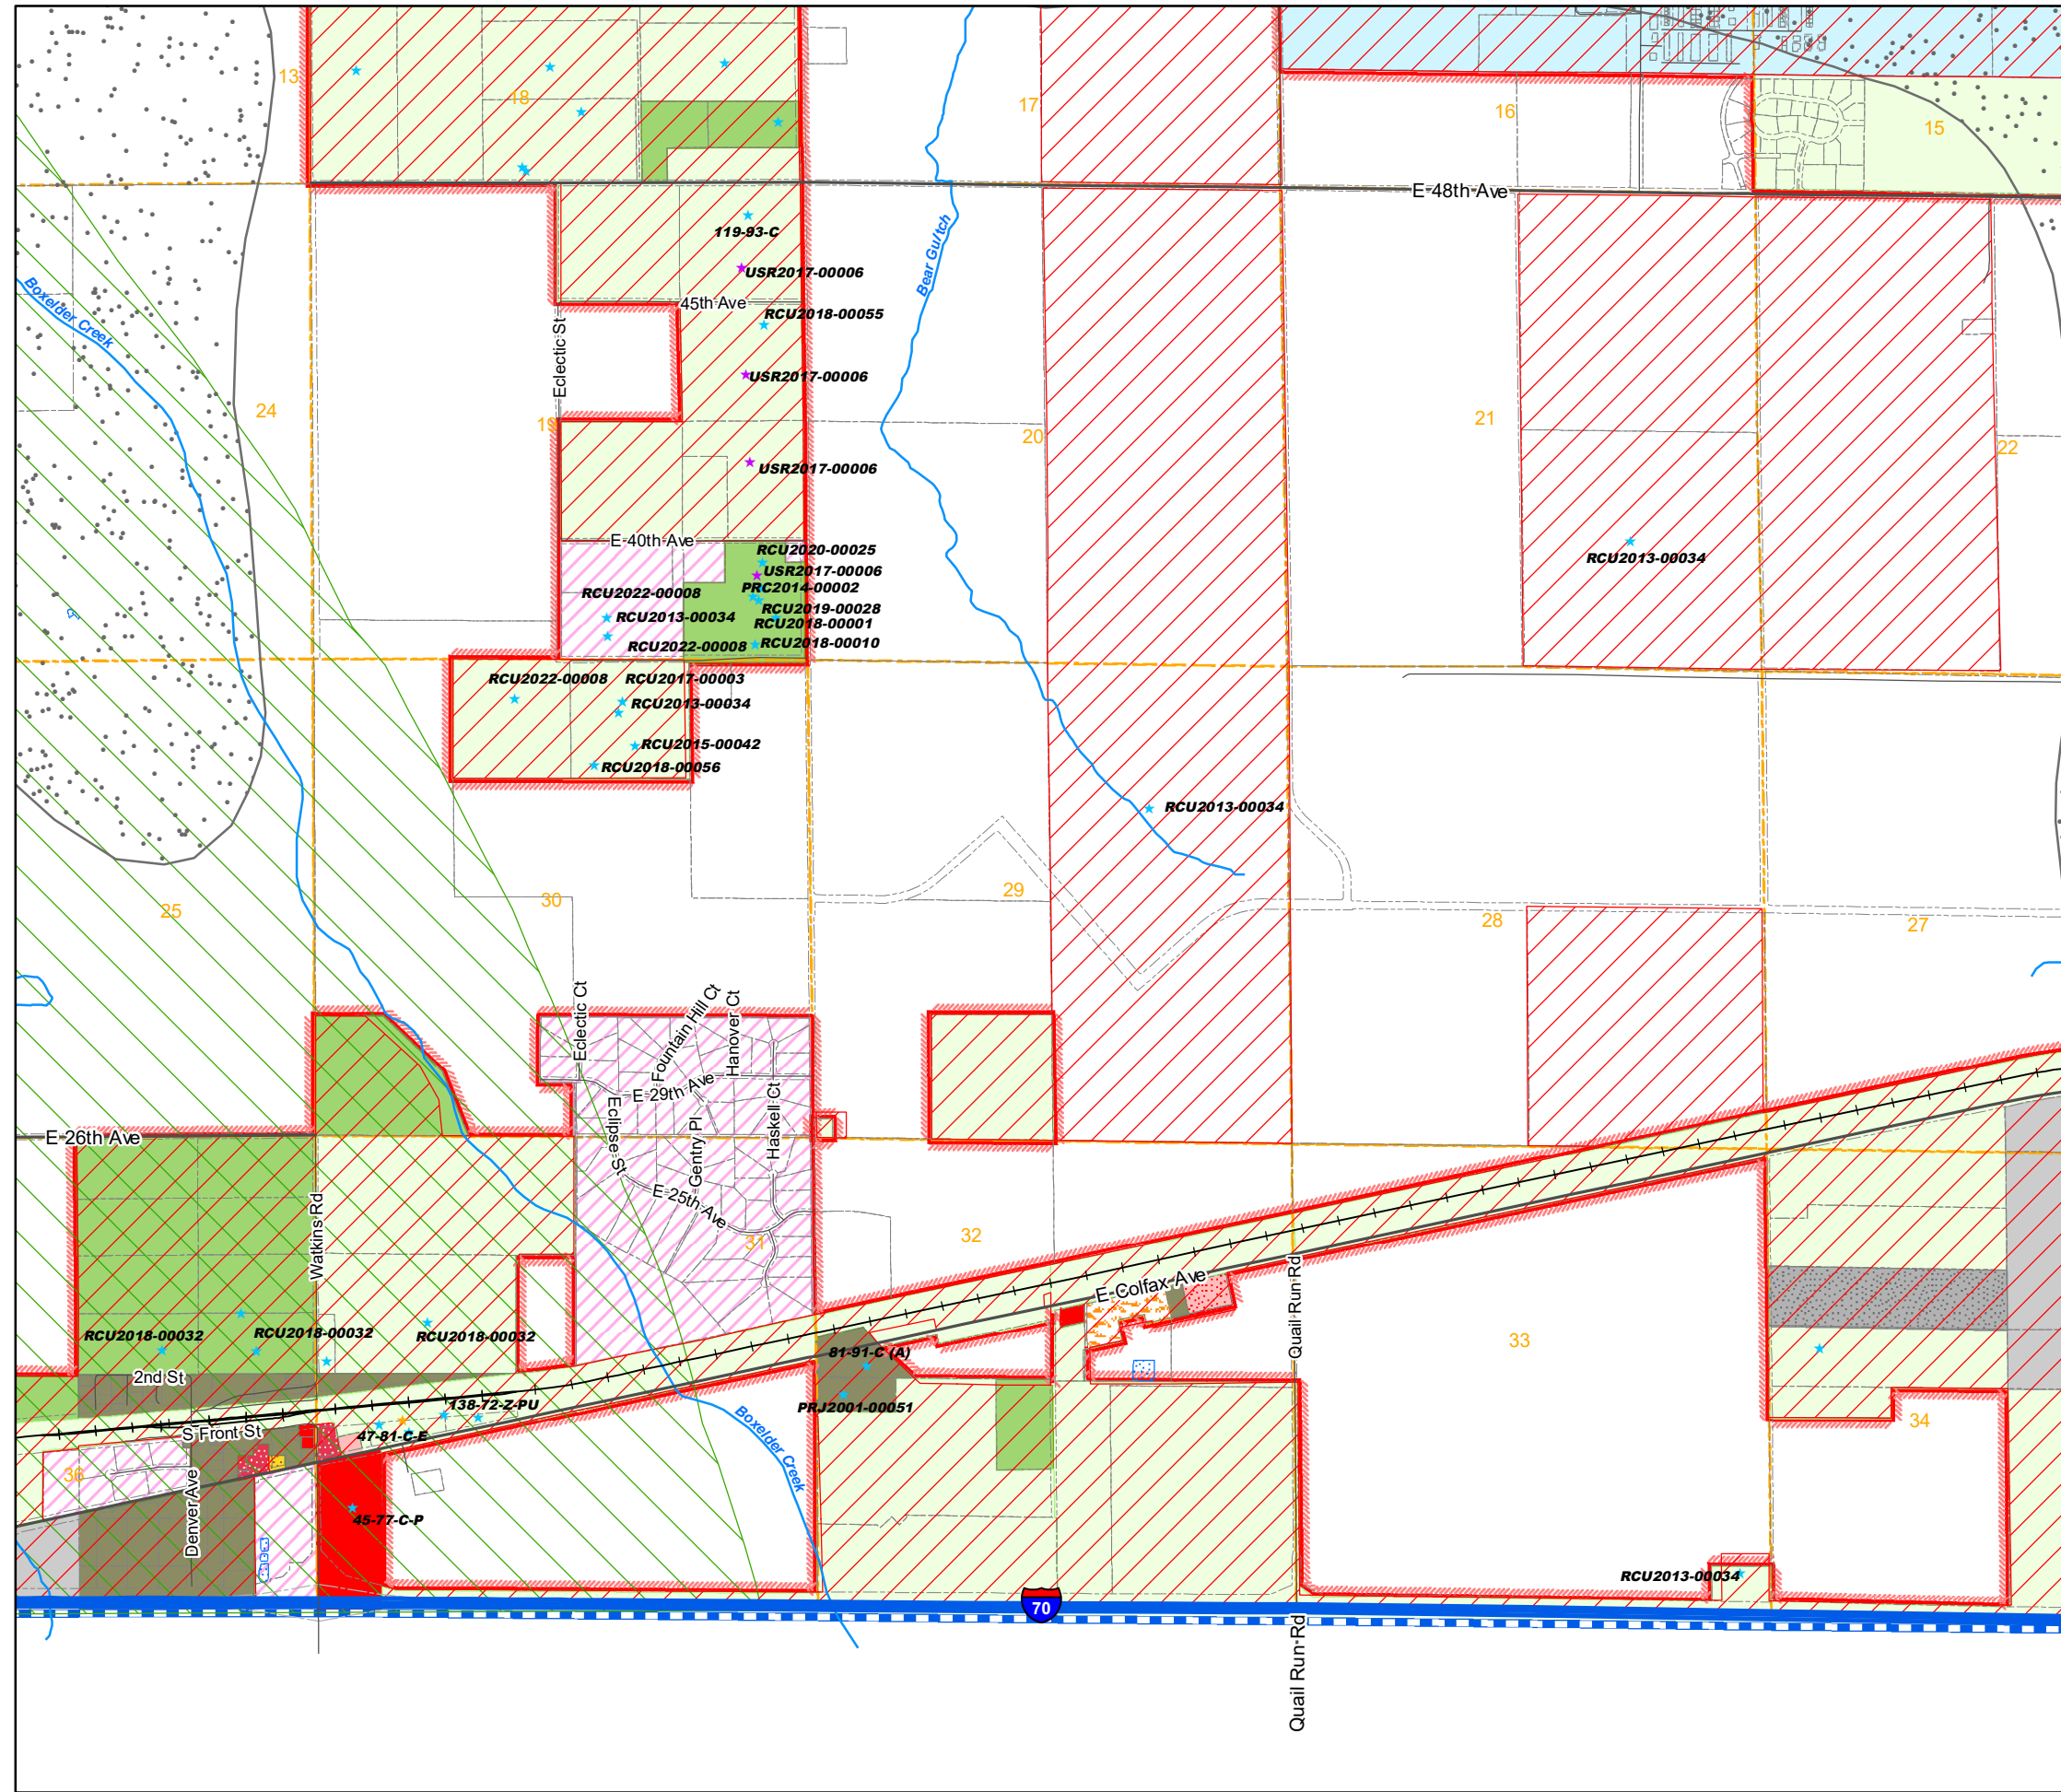 13
18
17
16
15
E 48th Ave
119-93-C
USR2017-00006
Bear Gu/tch
Boxelder Creek
45th Ave
RCU2018-00055
Eclectic St
USR2017-00006
24
19
20
21
22
USR2017-00006
E 40th Ave
RCU2020-00025
USR2017-00006
RCU2013-00034
PRC2014-00002
RCU2022-00008
RCU2019-00028
RCU2013-00034
RCU2018-00001
RCU2022-00008
RCU2018-00010
RCU2022-00008
RCU2017-00003
RCU2013-00034
RCU2015-00042
RCU2018-00056
RCU2013-00034
25
30
29
28
27
Eclectic Ct
Fountain Hill Ct
Hanover Ct
E 29th Ave
Eclipse St
Gentry Pl
Haskell Ct
E 26th Ave
E 25th Ave
Watkins Rd
31
32
E Colfax Ave
Quail Run Rd
33
34
RCU2018-00032
RCU2018-00032
RCU2018-00032
81-91-C (A)
2nd St
138-72-Z-PU
PRJ2001-00051
S Front St
47-81-C-E
Boxelder Creek
36
Denver Ave
45-77-C-P
RCU2013-00034
70
Quail Run Rd